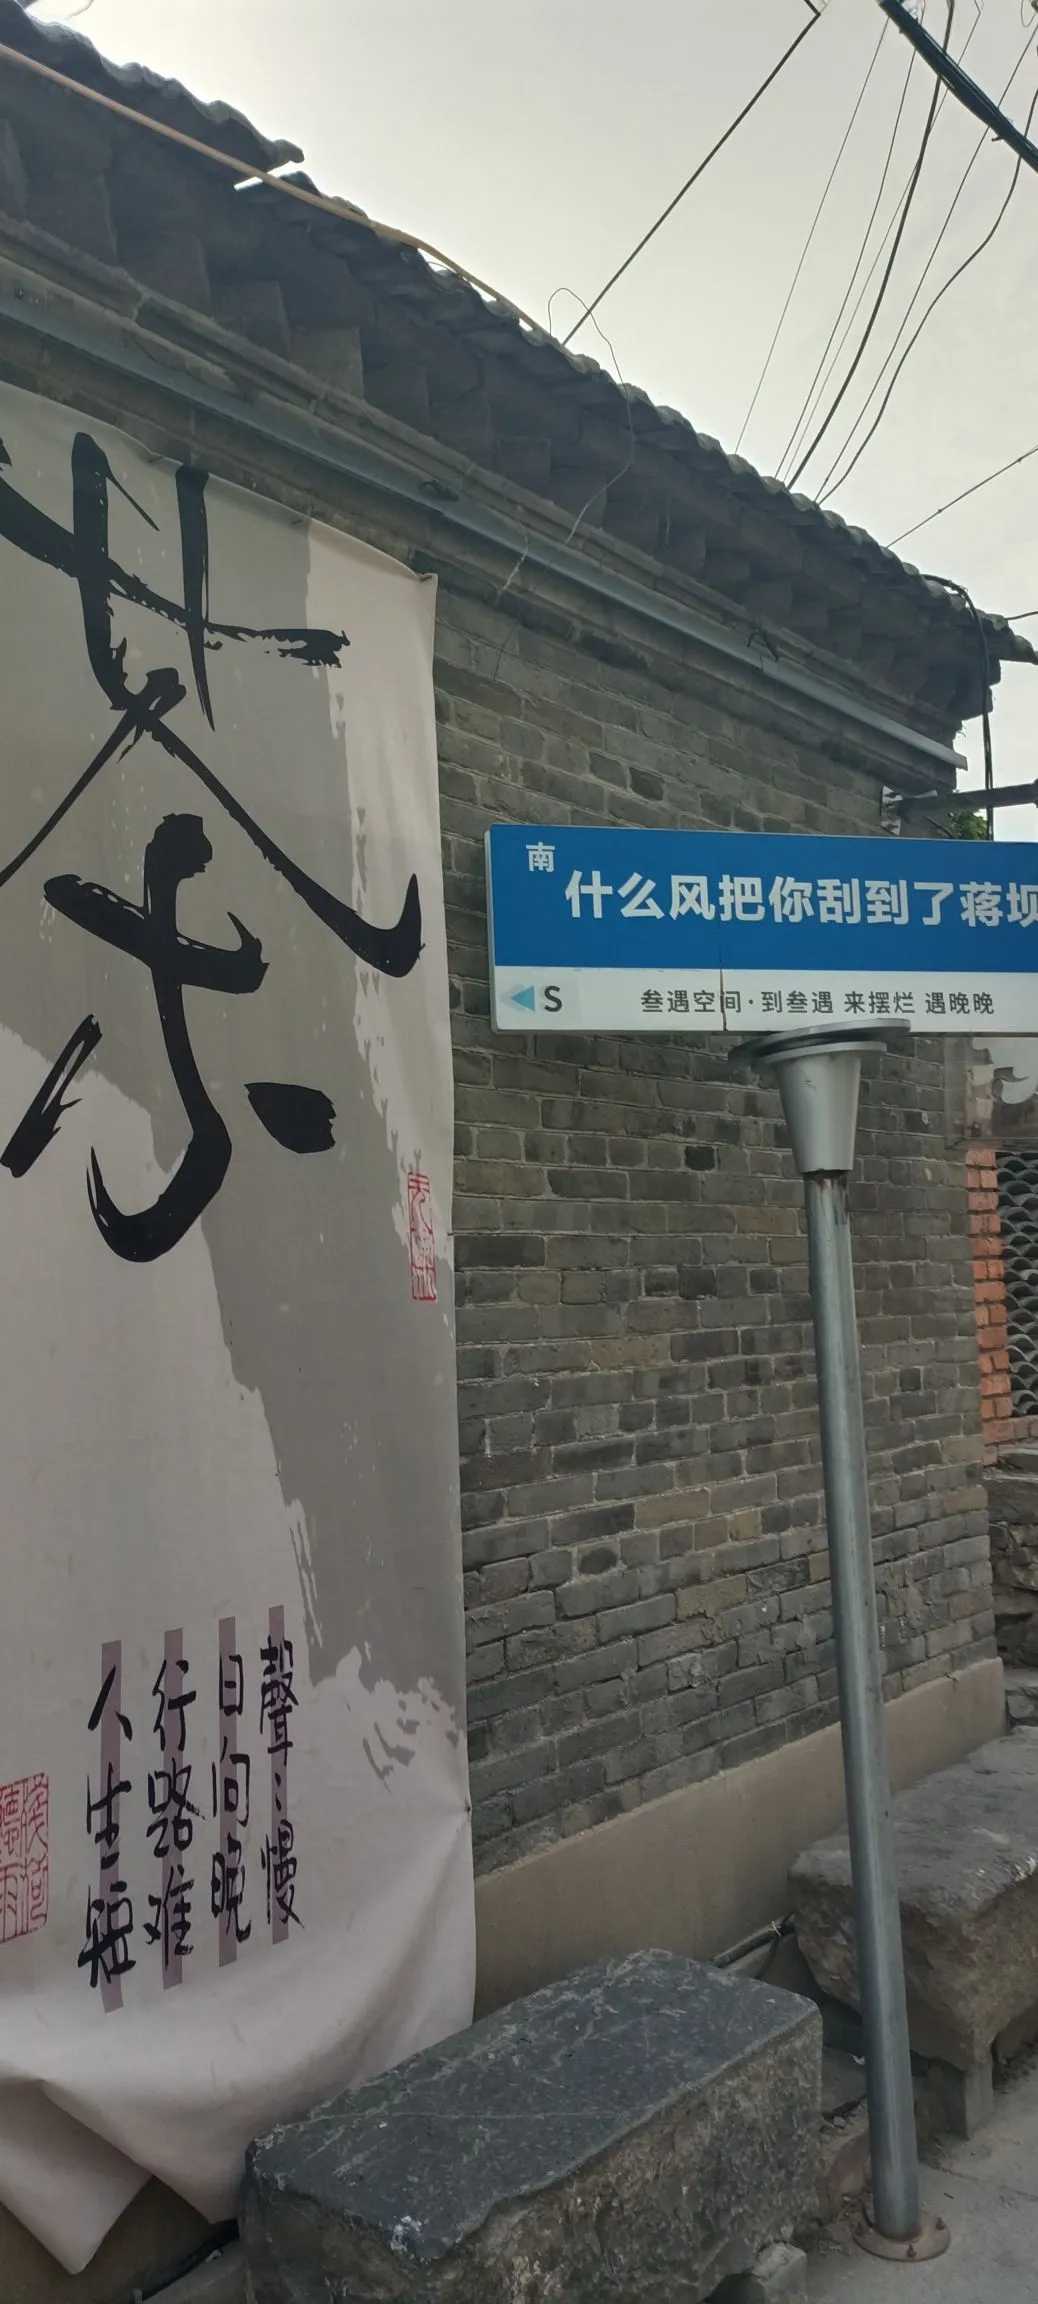 茶
聲:慢
日向晚
行路难
人生短
南
什么风把你刮到了蒋坝
S 叁遇空间·到叁遇 来摆烂 遇晚晚